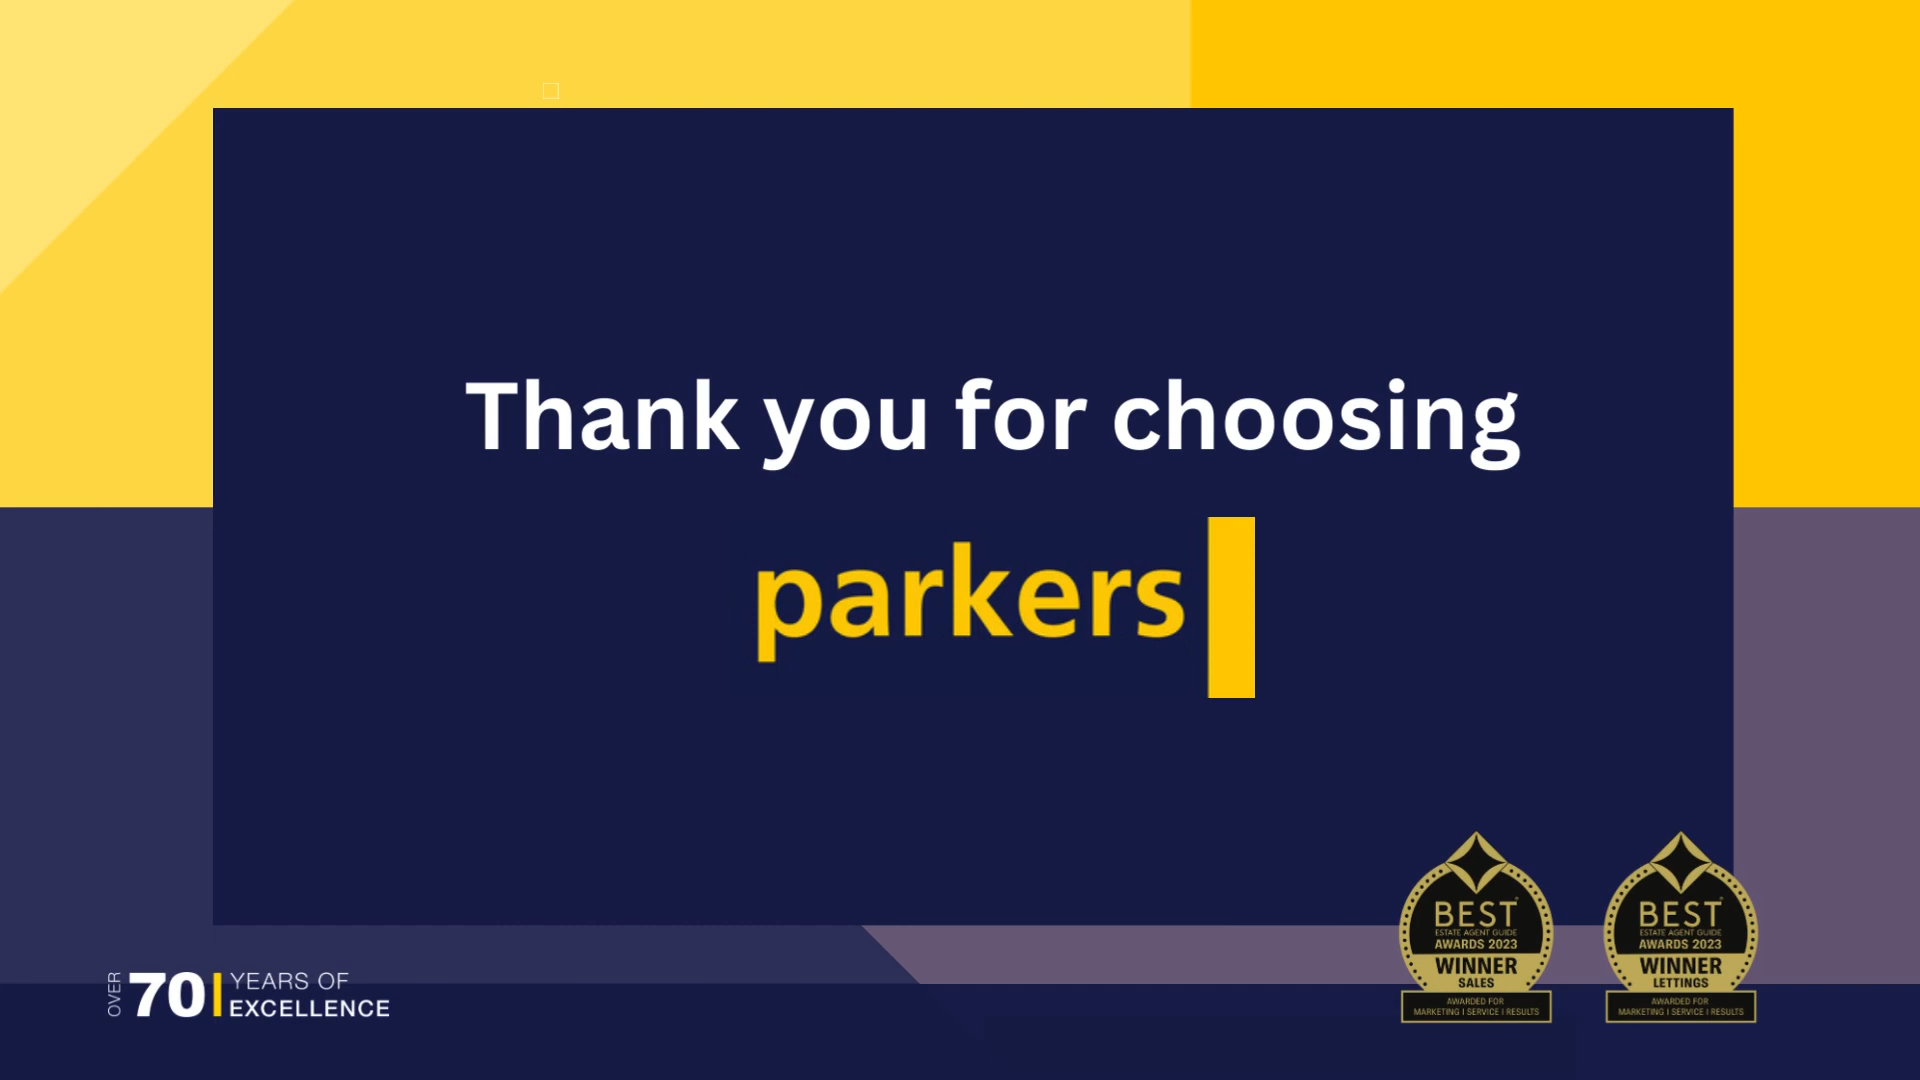 Thank you for choosing
parkers
OVER
70
YEARS OF
EXCELLENCE
BEST
ESTATE AGENT GUIDE
AWARDS 2023
WINNER
SALES
AWARDED FOR
MARKETING I SERVICE I RESULTS
BEST
ESTATE AGENT GUIDE
AWARDS 2023
WINNER
LETTINGS
AWARDED FOR
MARKETING I SERVICE I RESULTS